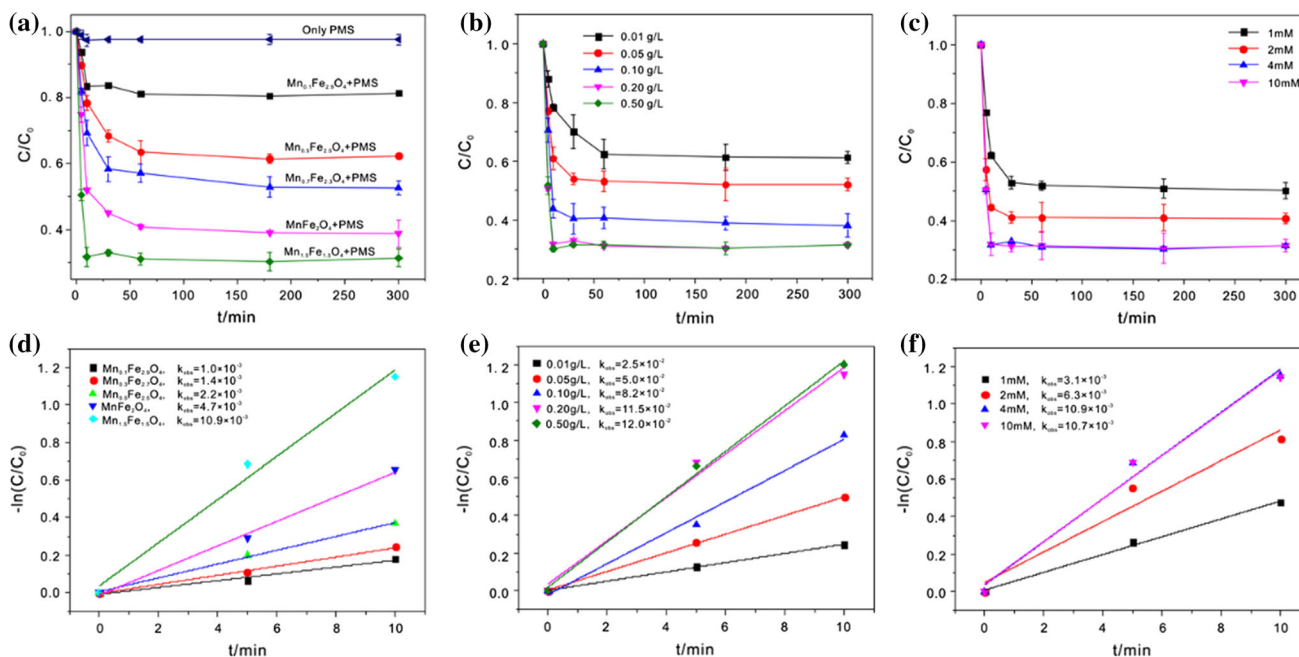 (a)
1.0
0.8
0.6
0.4
C/C₀
Only PMS
Mn₀.₁Fe₂.₉O₄+PMS
Mn₀.₅Fe₂.₅O₄+PMS
Mn₀.₇Fe₂.₃O₄+PMS
MnFe₂O₄+PMS
Mn₁.₅Fe₁.₅O₄+PMS
0 50 100 150 200 250 300
t/min
(b)
1.0
0.8
0.6
0.4
0.2
C/C₀
0.01 g/L
0.05 g/L
0.10 g/L
0.20 g/L
0.50 g/L
0 50 100 150 200 250 300
t/min
(c)
1.0
0.8
0.6
0.4
0.2
C/C₀
1mM
2mM
4mM
10mM
0 50 100 150 200 250 300
t/min
(d)
1.2
1.0
0.8
0.6
0.4
0.2
0.0
-ln(C/C₀)
Mn₀.₁Fe₂.₉O₄, kₒbₛ=1.0×10⁻³
Mn₀.₃Fe₂.₇O₄, kₒbₛ=1.4×10⁻³
Mn₀.₅Fe₂.₅O₄, kₒbₛ=2.2×10⁻³
MnFe₂O₄, kₒbₛ=4.7×10⁻³
Mn₁.₅Fe₁.₅O₄, kₒbₛ=10.9×10⁻³
0 2 4 6 8 10
t/min
(e)
1.2
1.0
0.8
0.6
0.4
0.2
0.0
-ln(C/C₀)
0.01g/L, kₒbₛ=2.5×10⁻²
0.05g/L, kₒbₛ=5.0×10⁻²
0.10g/L, kₒbₛ=8.2×10⁻²
0.20g/L, kₒbₛ=11.5×10⁻²
0.50g/L, kₒbₛ=12.0×10⁻²
0 2 4 6 8 10
t/min
(f)
1.2
1.0
0.8
0.6
0.4
0.2
0.0
-ln(C/C₀)
1mM, kₒbₛ=3.1×10⁻³
2mM, kₒbₛ=6.3×10⁻³
4mM, kₒbₛ=10.9×10⁻³
10mM, kₒbₛ=10.7×10⁻³
0 2 4 6 8 10
t/min